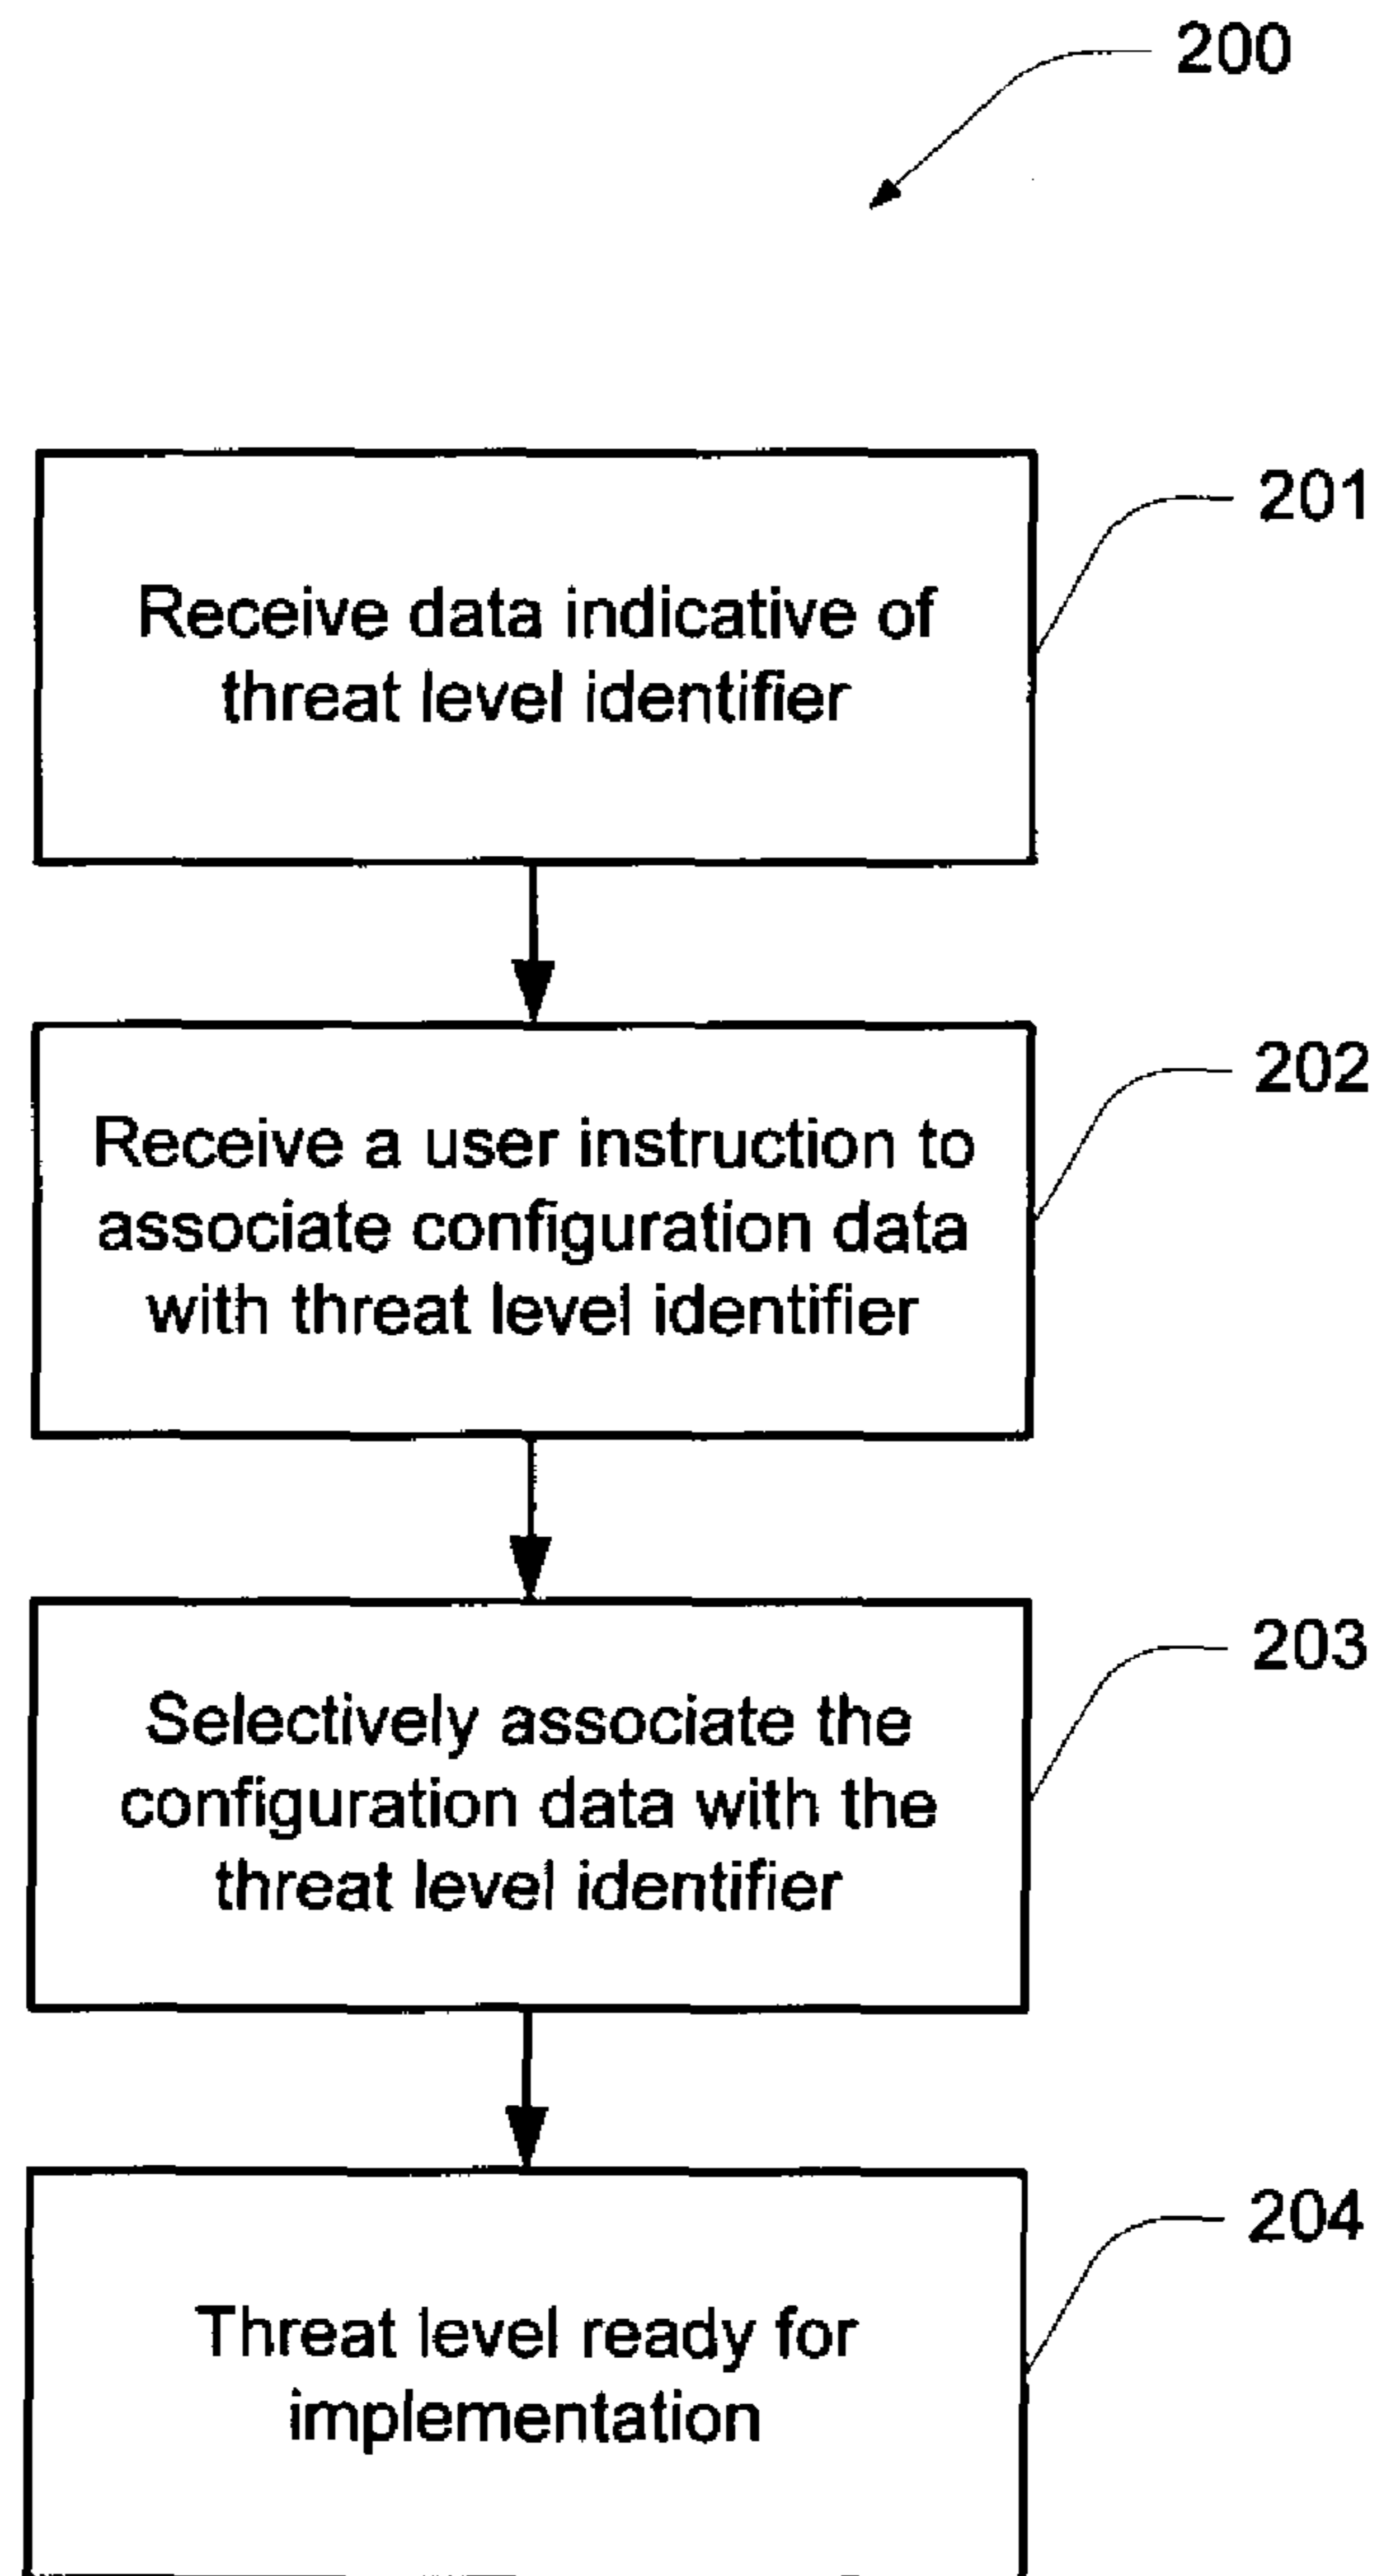 200
201
Receive data indicative of
threat level identifier
202
Receive a user instruction to
associate configuration data
with threat level identifier
203
Selectively associate the
configuration data with the
threat level identifier
204
Threat level ready for
implementation